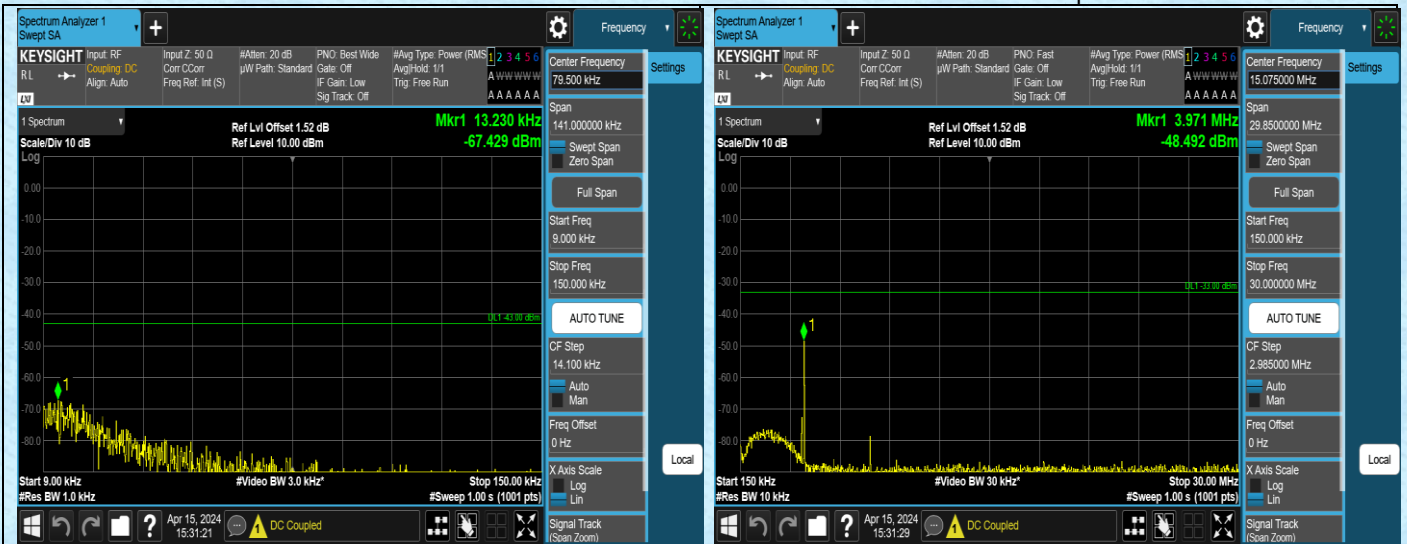 Spectrum Analyzer 1
Swept SA
+
Frequency
KEYSIGHT
RL
LXI
Input: RF
Coupling: DC
Align: Auto
Input Z: 50 Ω
Corr CCorr
Freq Ref: Int (S)
#Atten: 20 dB
µW Path: Standard
PNO: Best Wide
Gate: Off
IF Gain: Low
Sig Track: Off
#Avg Type: Power (RMS
Avg|Hold: 1/1
Trig: Free Run
1 2 3 4 5 6
A W W W W W
A A A A A A
Center Frequency
79.500 kHz
Settings
Span
141.000000 kHz
Swept Span
Zero Span
Full Span
Start Freq
9.000 kHz
Stop Freq
150.000 kHz
AUTO TUNE
CF Step
14.100 kHz
Auto
Man
Freq Offset
0 Hz
X Axis Scale
Log
Lin
Signal Track
(Span Zoom)
Local
1 Spectrum
Scale/Div 10 dB
Log
Ref Lvl Offset 1.52 dB
Ref Level 10.00 dBm
Mkr1 13.230 kHz
-67.429 dBm
0.00
-10.0
-20.0
-30.0
-40.0
DL1 -43.00 dBm
-50.0
-60.0
1
-70.0
-80.0
Start 9.00 kHz
#Res BW 1.0 kHz
#Video BW 3.0 kHz*
Stop 150.00 kHz
#Sweep 1.00 s (1001 pts)
?
Apr 15, 2024
15:31:21
1
DC Coupled
Spectrum Analyzer 1
Swept SA
+
Frequency
KEYSIGHT
RL
LXI
Input: RF
Coupling: DC
Align: Auto
Input Z: 50 Ω
Corr CCorr
Freq Ref: Int (S)
#Atten: 20 dB
µW Path: Standard
PNO: Fast
Gate: Off
IF Gain: Low
Sig Track: Off
#Avg Type: Power (RMS
Avg|Hold: 1/1
Trig: Free Run
1 2 3 4 5 6
A W W W W W
A A A A A A
Center Frequency
15.075000 MHz
Settings
Span
29.8500000 MHz
Swept Span
Zero Span
Full Span
Start Freq
150.000 kHz
Stop Freq
30.000000 MHz
AUTO TUNE
CF Step
2.985000 MHz
Auto
Man
Freq Offset
0 Hz
X Axis Scale
Log
Lin
Signal Track
(Span Zoom)
Local
1 Spectrum
Scale/Div 10 dB
Log
Ref Lvl Offset 1.52 dB
Ref Level 10.00 dBm
Mkr1 3.971 MHz
-48.492 dBm
0.00
-10.0
-20.0
-30.0
DL1 -33.00 dBm
-40.0
1
-50.0
-60.0
-70.0
-80.0
Start 150 kHz
#Res BW 10 kHz
#Video BW 30 kHz*
Stop 30.00 MHz
#Sweep 1.00 s (1001 pts)
?
Apr 15, 2024
15:31:29
1
DC Coupled